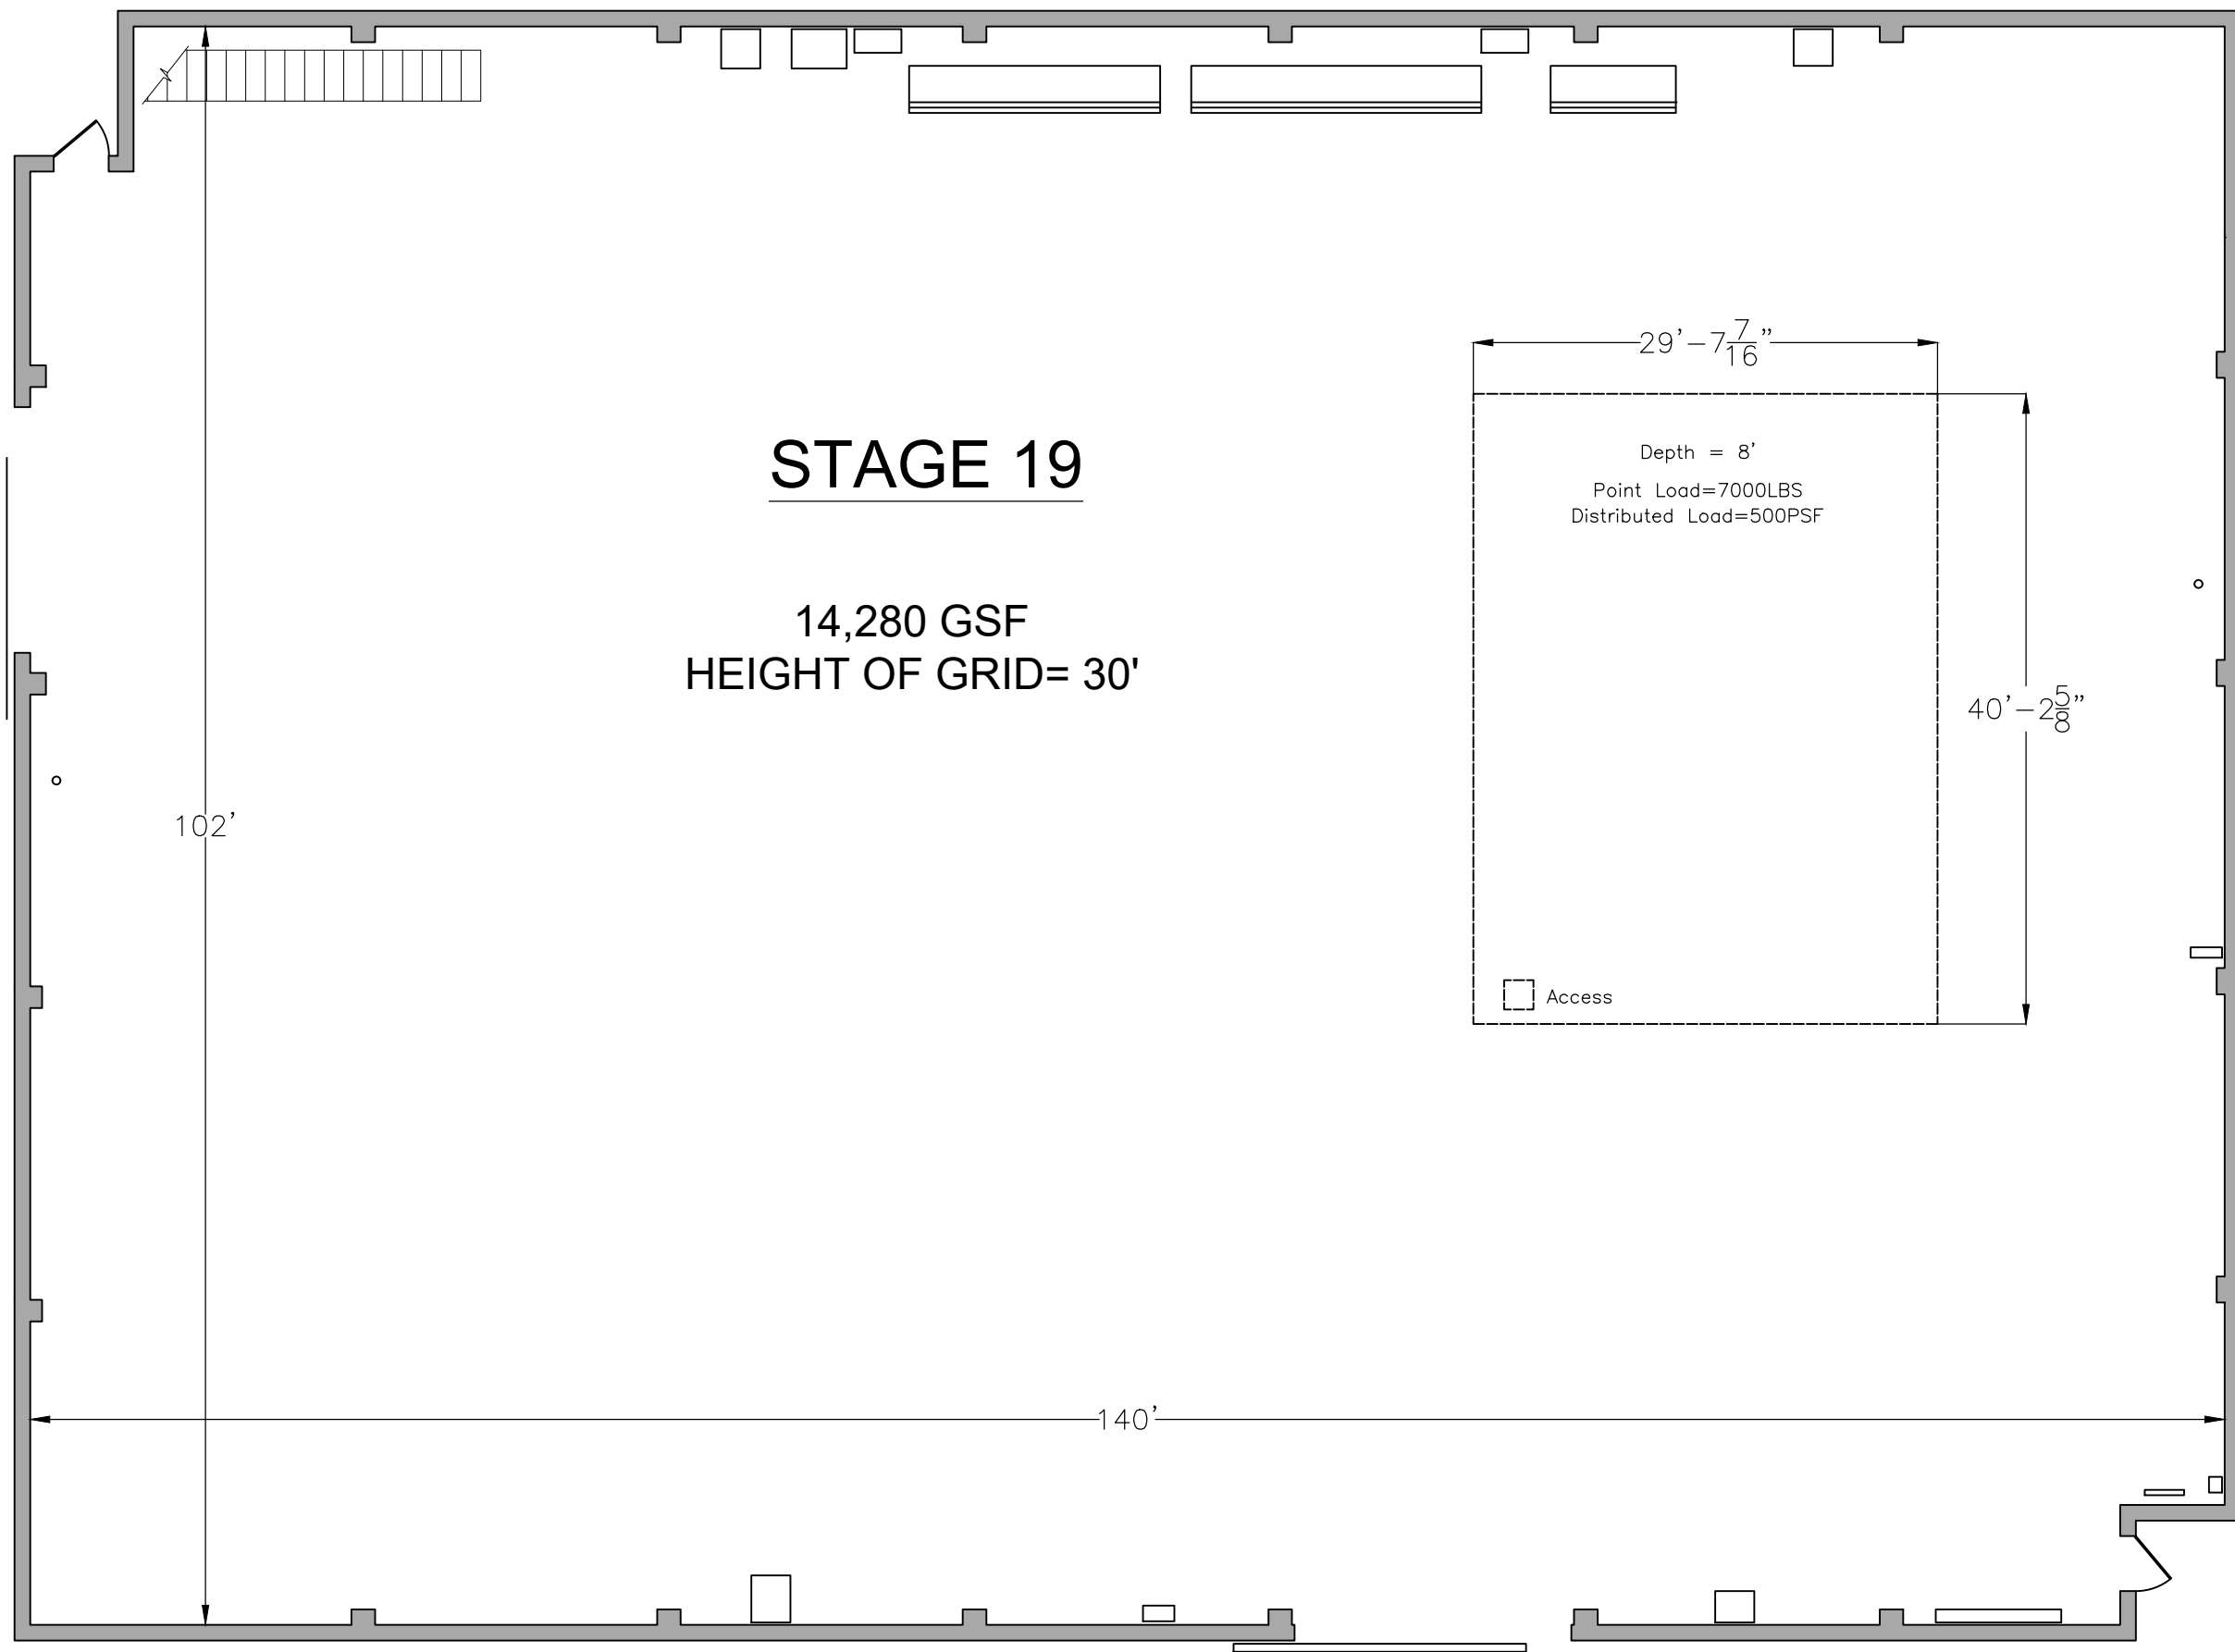 29'-7 7/16"
Depth = 8'
STAGE 19
Point Load=7000LBS
Distributed Load=500PSF
14,280 GSF
HEIGHT OF GRID= 30'
40'-2 5/8"
102'
Access
140'